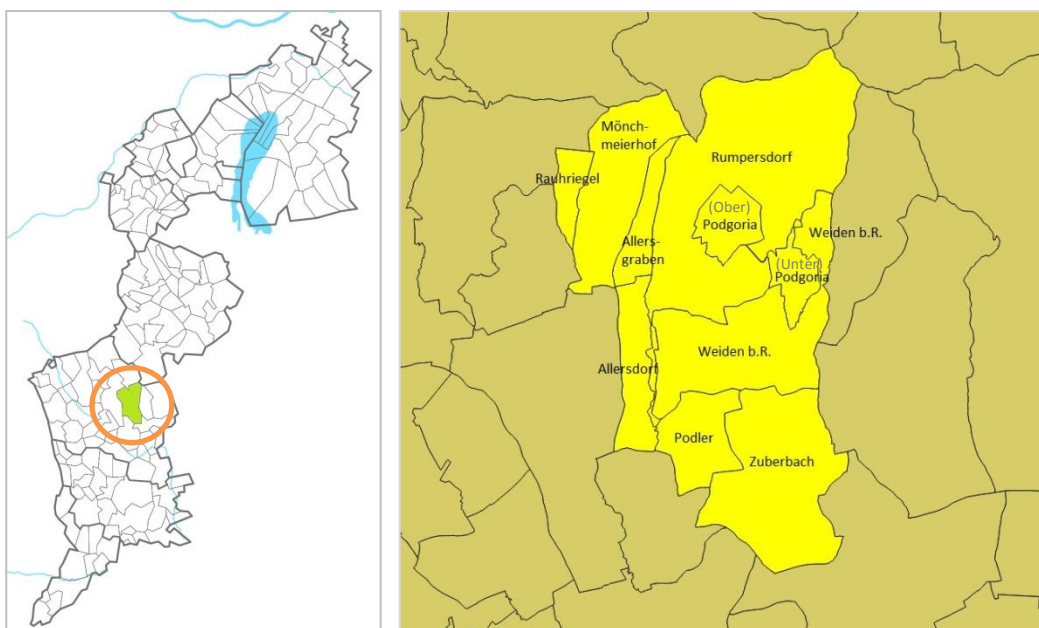 Mönch-
meierhof
Rumpersdorf
Rauhriegel
(Ober)
Podgoria
Allers-
graben
Weiden b.R.
(Unter)
Podgoria
Weiden b.R.
Allersdorf
Podler
Zuberbach